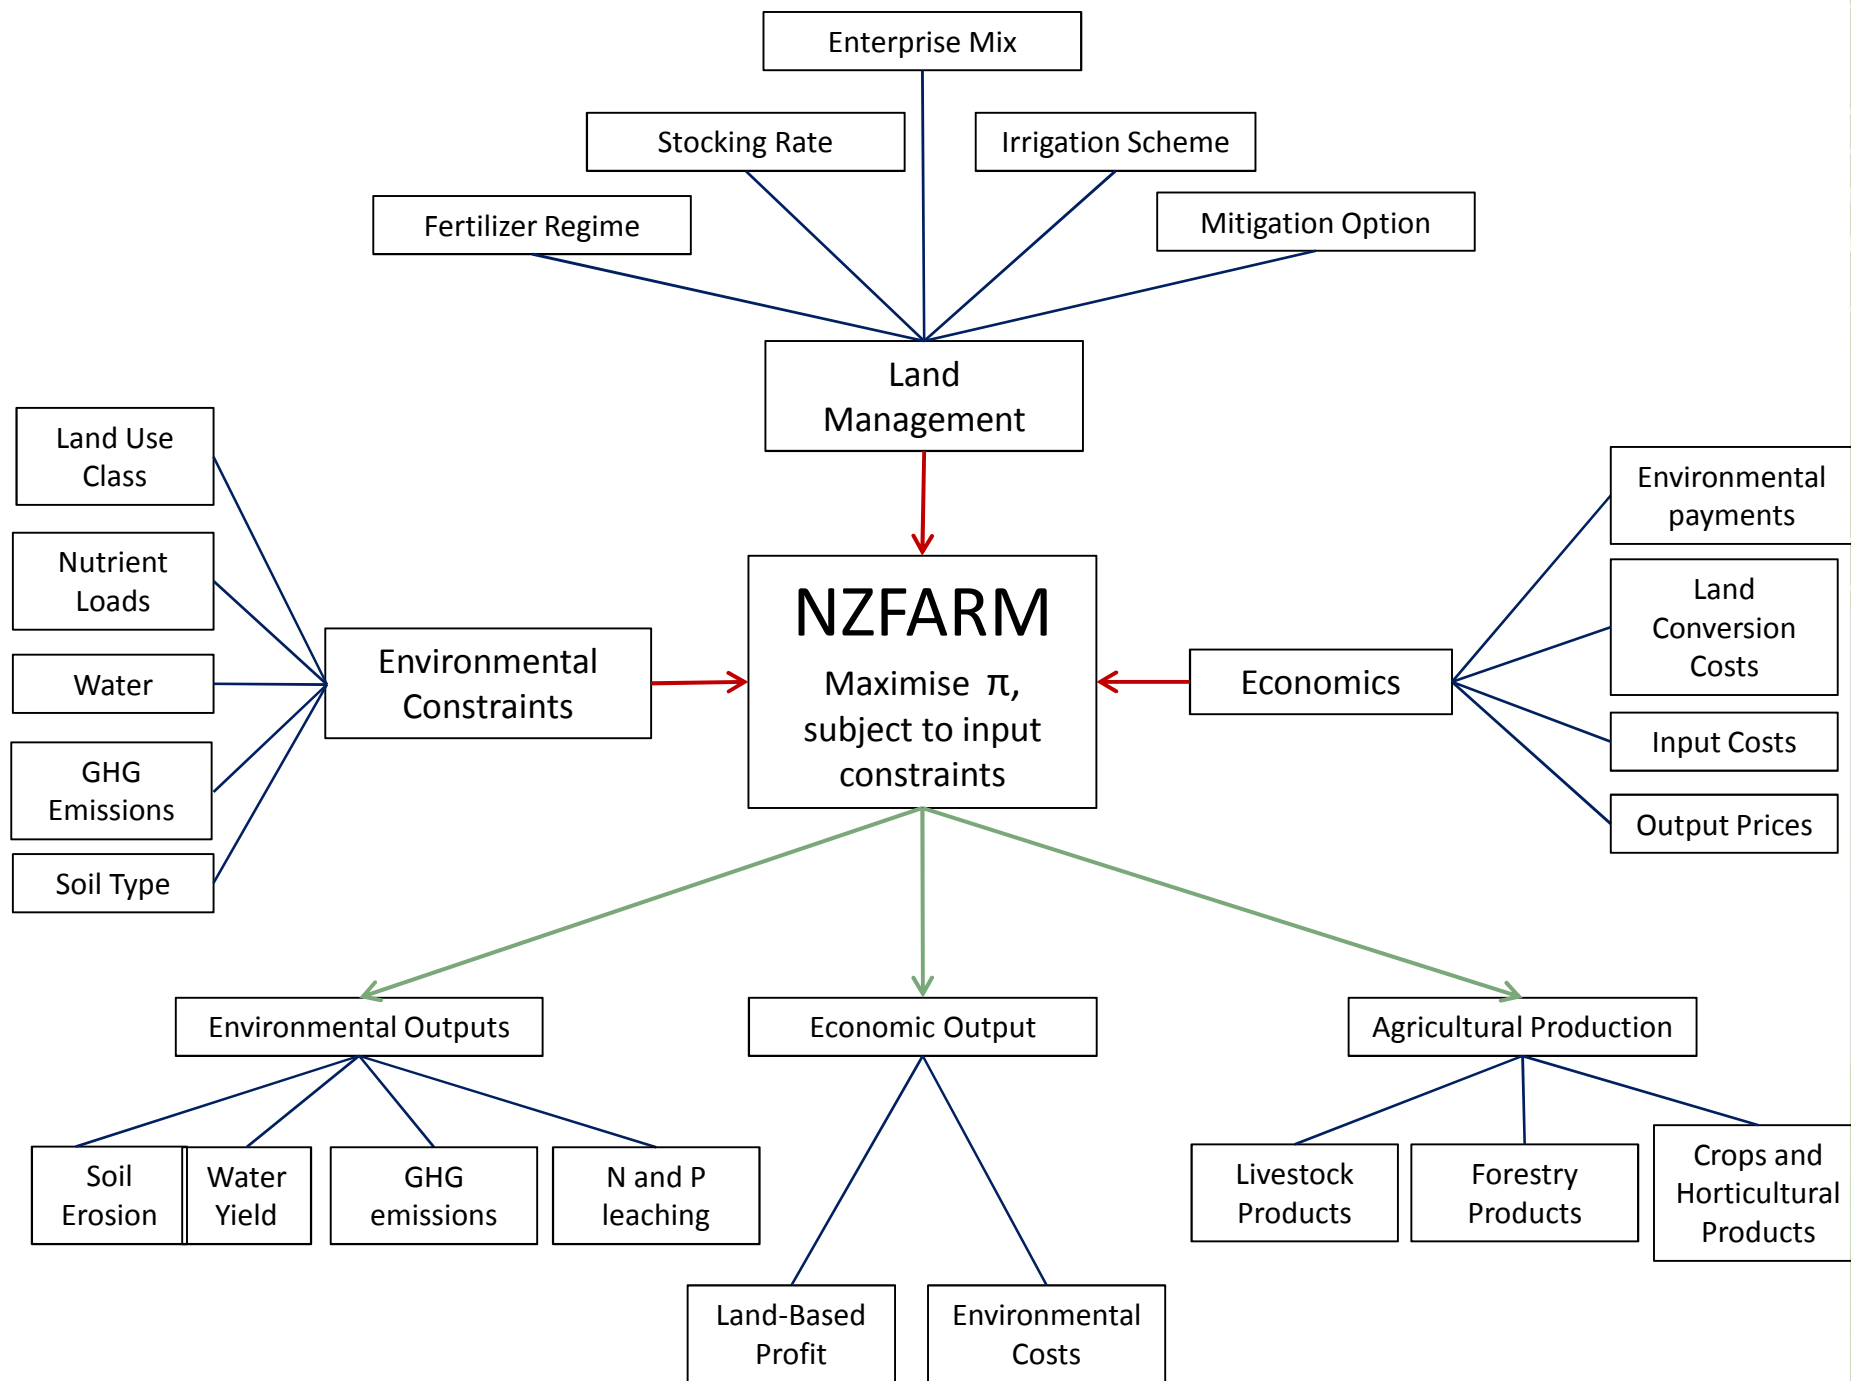 Enterprise Mix
Stocking Rate
Irrigation Scheme
Fertilizer Regime
Mitigation Option
Land
Management
Land Use
Class
Nutrient
Loads
Water
GHG
Emissions
Soil Type
Environmental
Constraints
NZFARM
Maximise π,
subject to input
constraints
Economics
Environmental
payments
Land
Conversion
Costs
Input Costs
Output Prices
Environmental Outputs
Economic Output
Agricultural Production
Soil
Erosion
Water
Yield
GHG
emissions
N and P
leaching
Land-Based
Profit
Environmental
Costs
Livestock
Products
Forestry
Products
Crops and
Horticultural
Products